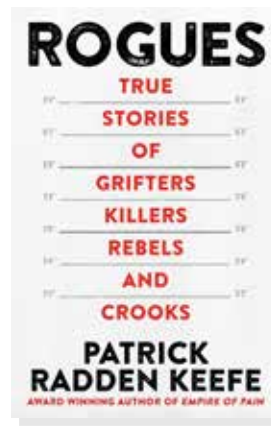 ROGUES
TRUE
STORIES
OF
GRIFTERS
KILLERS
REBELS
AND
CROOKS
PATRICK
RADDEN KEEFE
AWARD WINNING AUTHOR OF EMPIRE OF PAIN